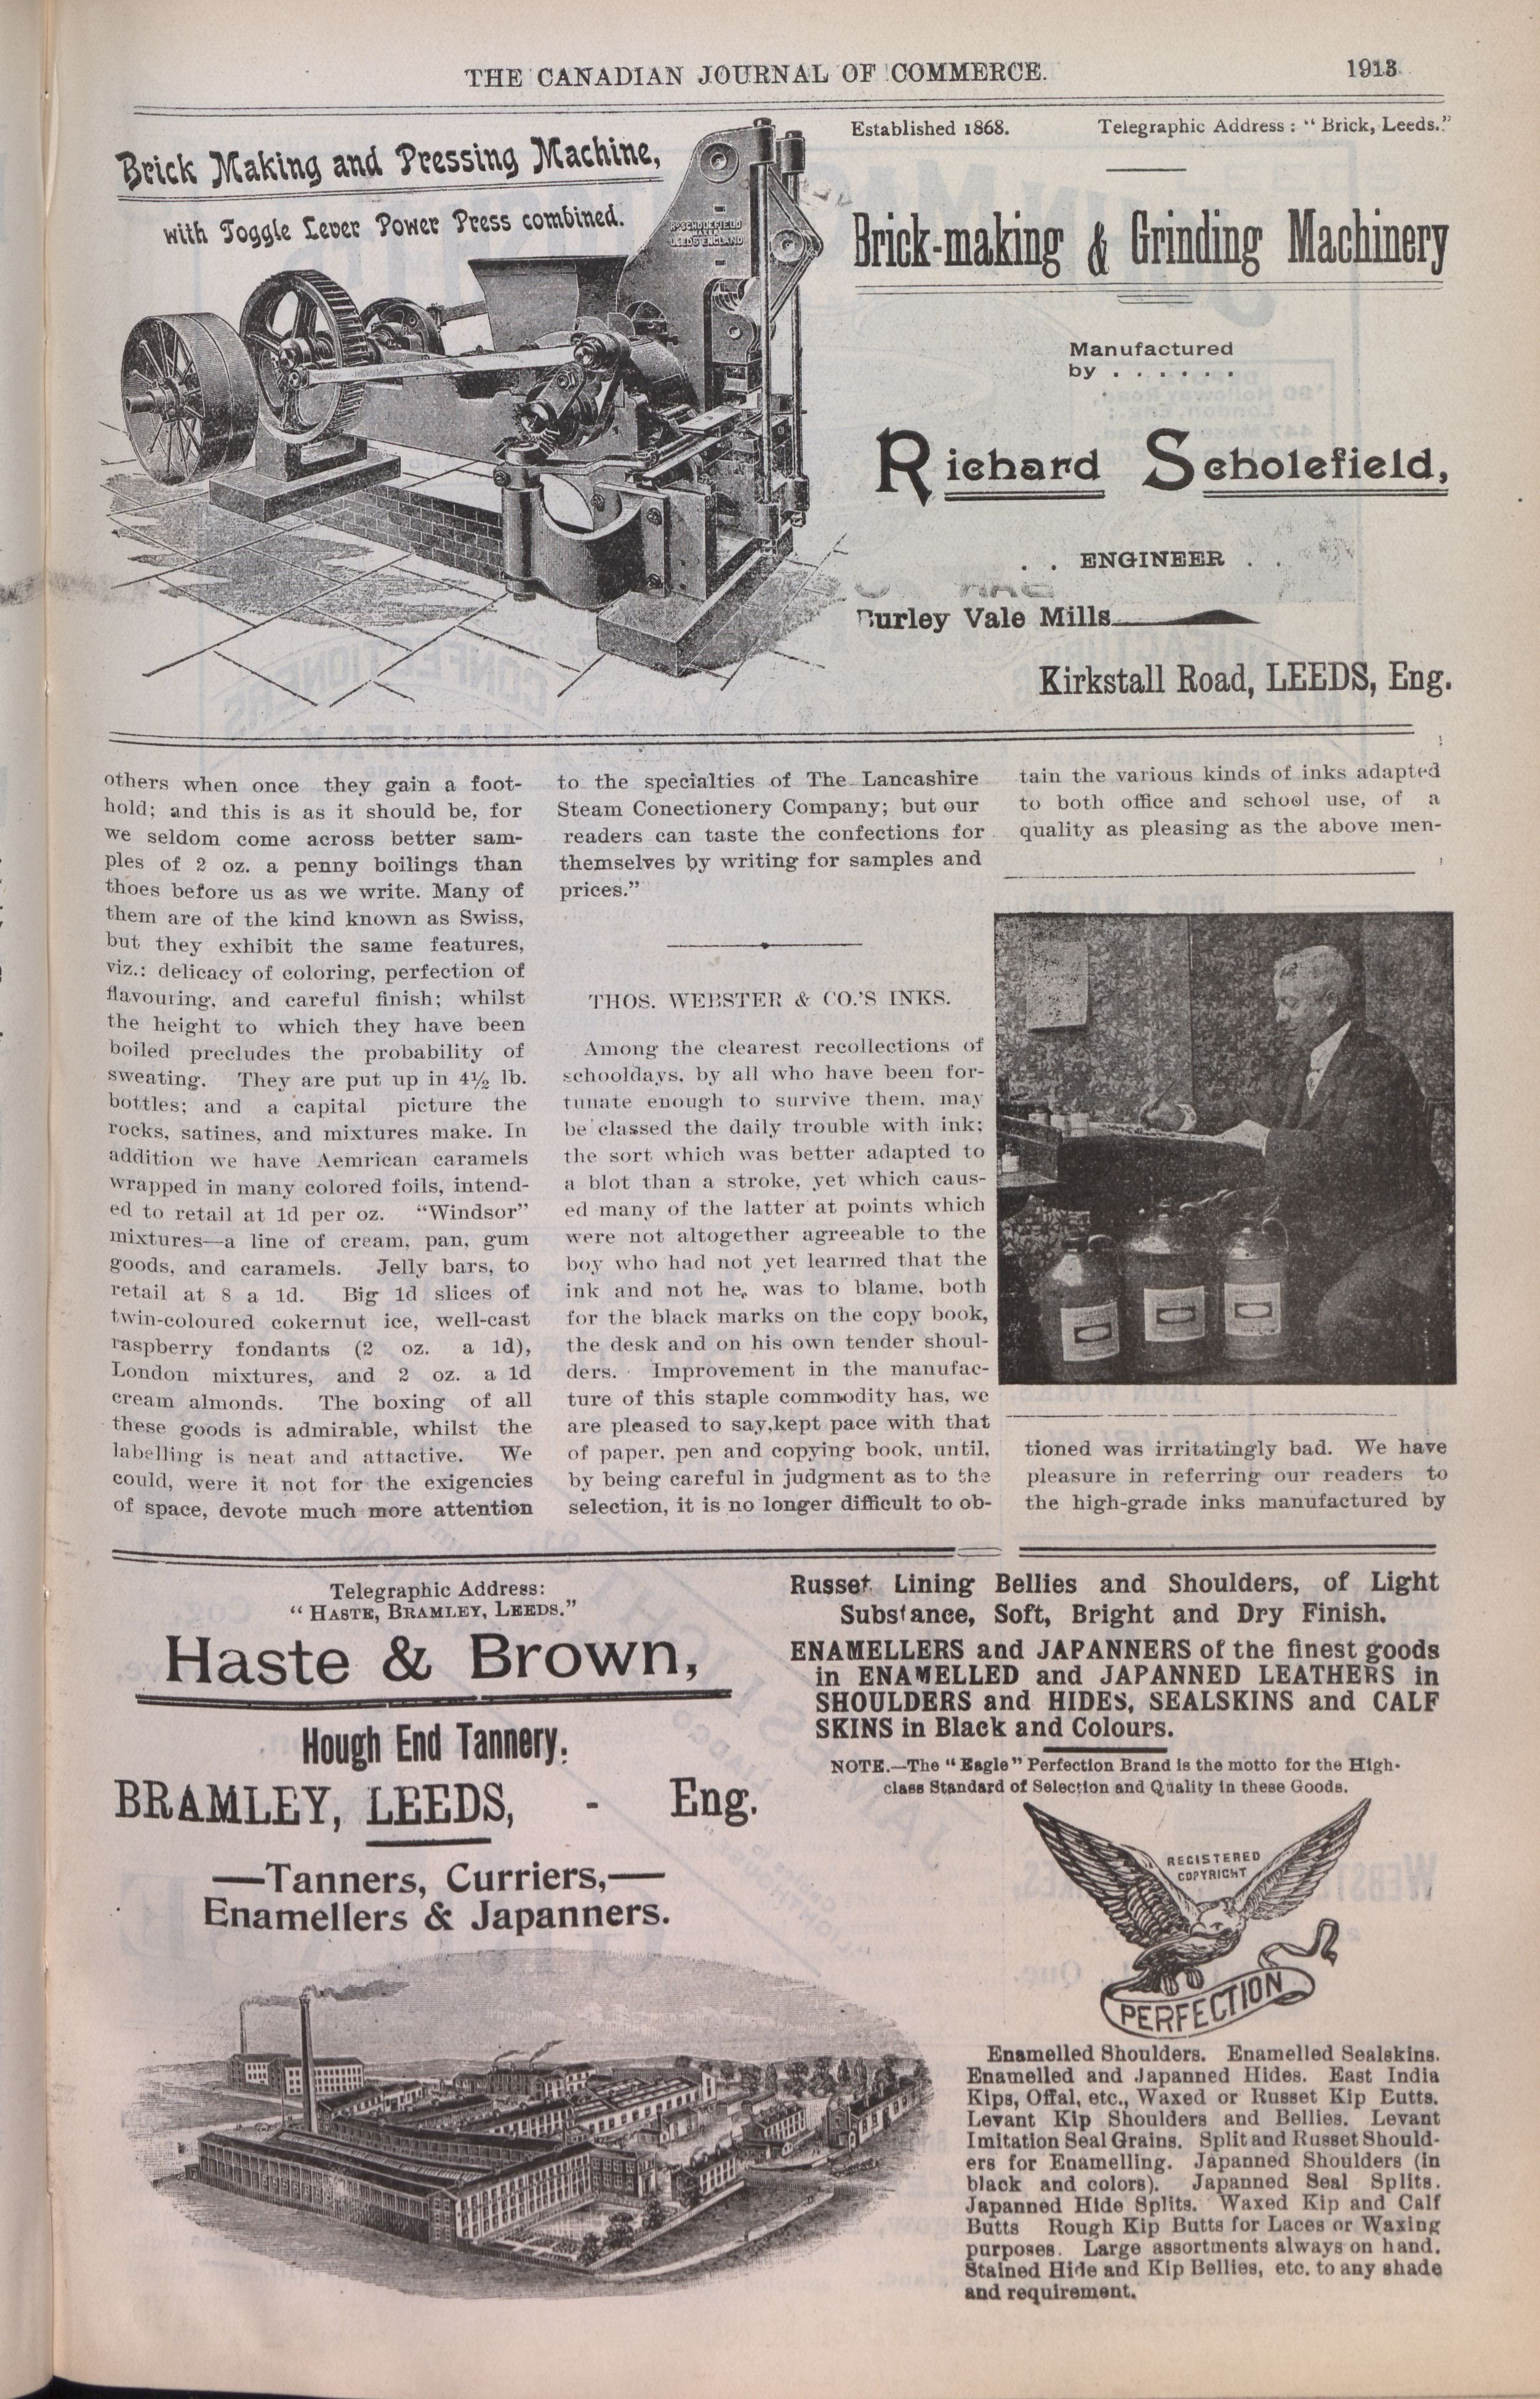 THE CANADIAN JOURNAL OF COMMERCE.
1913
Brick Making and Pressing Machine,
with Toggle Lever Power Press combined.
RD SCHOLEFIELD
MAKER
LEEDS ENGLAND
Established 1868.
Telegraphic Address : "Brick, Leeds."
Brick-making & Grinding Machinery
Manufactured
by . . . . . .
Richard Scholefield,
. . ENGINEER . .
Burley Vale Mills
Kirkstall Road, LEEDS, Eng.
others when once they gain a foot-
hold; and this is as it should be, for
we seldom come across better sam-
ples of 2 oz. a penny boilings than
thoes before us as we write. Many of
them are of the kind known as Swiss,
but they exhibit the same features,
viz.: delicacy of coloring, perfection of
flavouring, and careful finish; whilst
the height to which they have been
boiled precludes the probability of
sweating. They are put up in 4½ lb.
bottles; and a capital picture the
rocks, satines, and mixtures make. In
addition we have Aemrican caramels
wrapped in many colored foils, intend-
ed to retail at 1d per oz. "Windsor"
mixtures—a line of cream, pan, gum
goods, and caramels. Jelly bars, to
retail at 8 a 1d. Big 1d slices of
twin-coloured cokernut ice, well-cast
raspberry fondants (2 oz. a 1d),
London mixtures, and 2 oz. a 1d
cream almonds. The boxing of all
these goods is admirable, whilst the
labelling is neat and attactive. We
could, were it not for the exigencies
of space, devote much more attention
to the specialties of The Lancashire
Steam Conectionery Company; but our
readers can taste the confections for
themselves by writing for samples and
prices."
THOS. WEBSTER & CO.'S INKS.
Among the clearest recollections of
schooldays, by all who have been for-
tunate enough to survive them, may
be classed the daily trouble with ink;
the sort which was better adapted to
a blot than a stroke, yet which caus-
ed many of the latter at points which
were not altogether agreeable to the
boy who had not yet learned that the
ink and not he, was to blame, both
for the black marks on the copy book,
the desk and on his own tender shoul-
ders. Improvement in the manufac-
ture of this staple commodity has, we
are pleased to say,kept pace with that
of paper, pen and copying book, until,
by being careful in judgment as to the
selection, it is no longer difficult to ob-
tain the various kinds of inks adapted
to both office and school use, of a
quality as pleasing as the above men-
tioned was irritatingly bad. We have
pleasure in referring our readers to
the high-grade inks manufactured by
Telegraphic Address:
"HASTE, BRAMLEY, LEEDS."
Haste & Brown,
Hough End Tannery.
BRAMLEY, LEEDS, - Eng.
—Tanners, Curriers,—
Enamellers & Japanners.
Russet Lining Bellies and Shoulders, of Light
Substance, Soft, Bright and Dry Finish.
ENAMELLERS and JAPANNERS of the finest goods
in ENAMELLED and JAPANNED LEATHERS in
SHOULDERS and HIDES, SEALSKINS and CALF
SKINS in Black and Colours.
NOTE.—The "Eagle" Perfection Brand is the motto for the High-
class Standard of Selection and Quality in these Goods.
REGISTERED
COPYRIGHT
PERFECTION
Enamelled Shoulders. Enamelled Sealskins.
Enamelled and Japanned Hides. East India
Kips, Offal, etc., Waxed or Russet Kip Butts.
Levant Kip Shoulders and Bellies. Levant
Imitation Seal Grains. Split and Russet Should-
ers for Enamelling. Japanned Shoulders (in
black and colors). Japanned Seal Splits.
Japanned Hide Splits. Waxed Kip and Calf
Butts Rough Kip Butts for Laces or Waxing
purposes. Large assortments always on hand.
Stained Hide and Kip Bellies, etc. to any shade
and requirement.